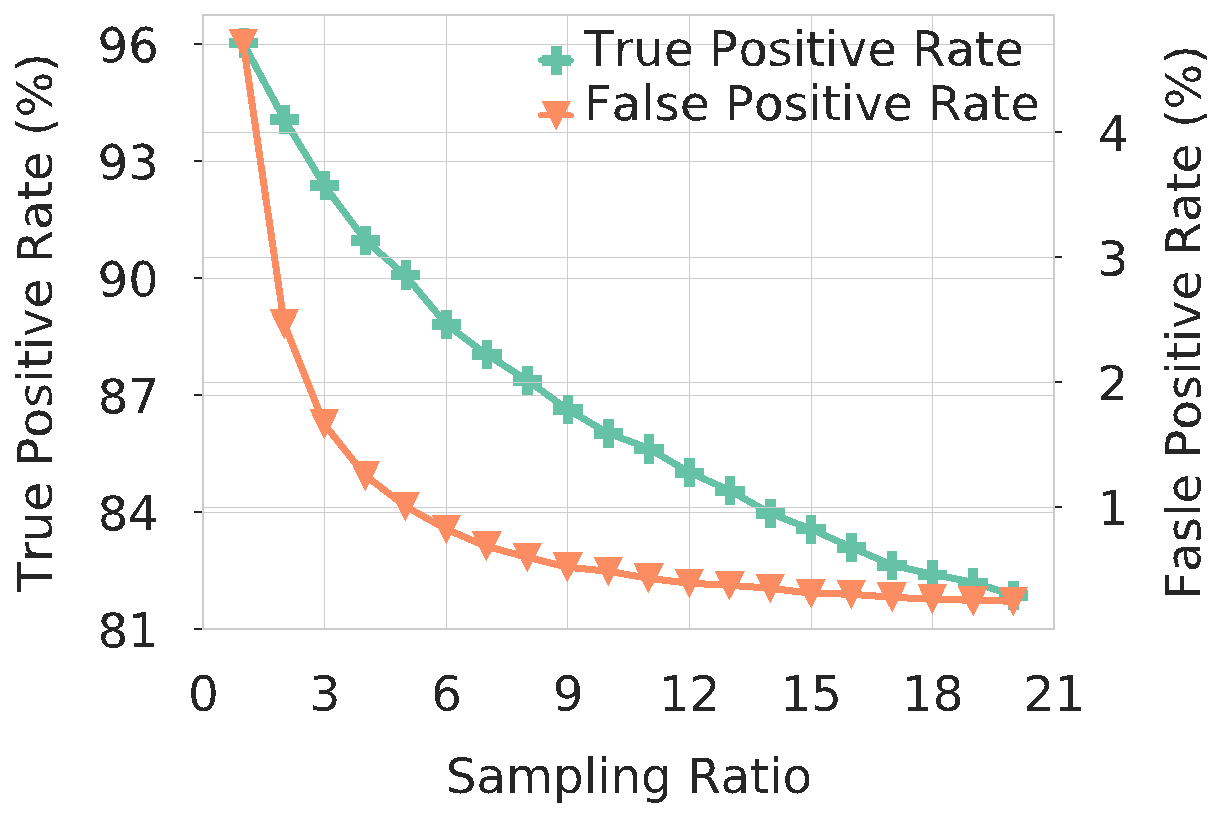 True Positive Rate (%)
96
93
90
87
84
81
True Positive Rate
False Positive Rate
4
3
2
1
Fasle Positive Rate (%)
0 3 6 9 12 15 18 21
Sampling Ratio